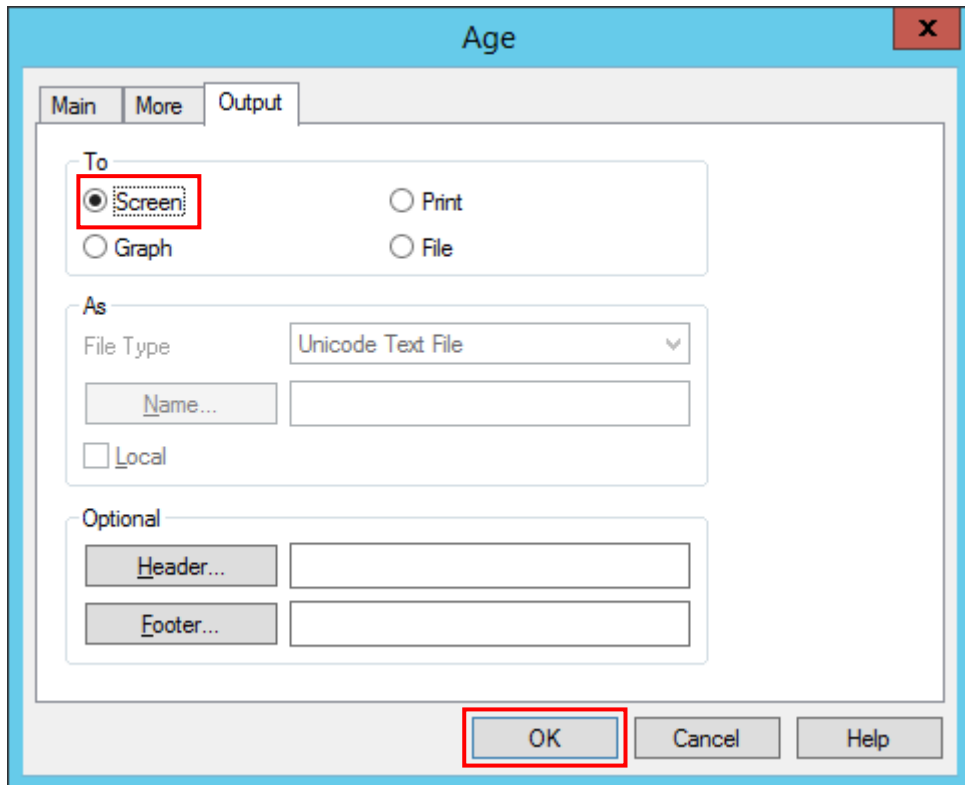 Age
x
Main More Output
To
Screen Print
Graph File
As
File Type Unicode Text File
Name...
Local
Optional
Header...
Footer...
OK Cancel Help